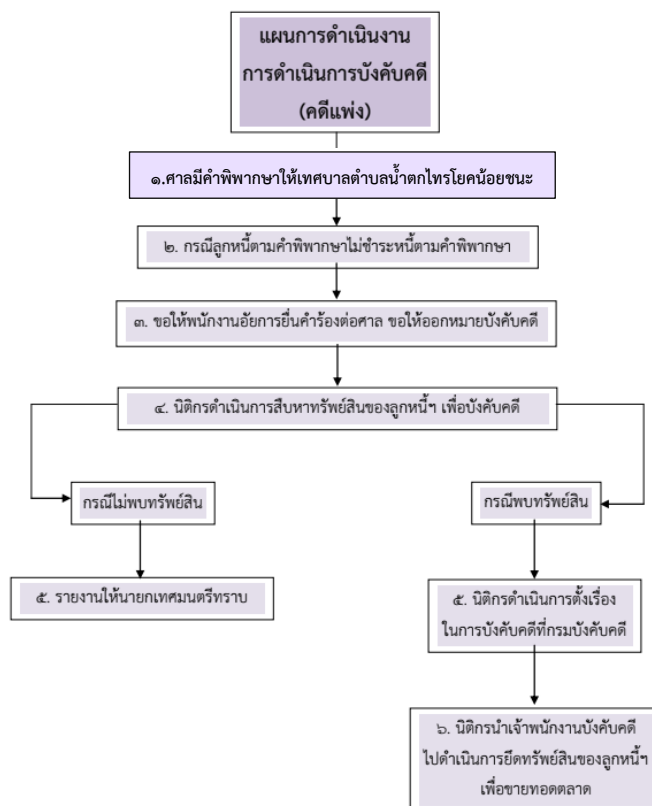 แผนการดำเนินงาน
การดำเนินการบังคับคดี
(คดีแพ่ง)
๑.ศาลมีคำพิพากษาให้เทศบาลตำบลน้ำตกไทรโยคน้อยชนะ
๒. กรณีลูกหนี้ตามคำพิพากษาไม่ชำระหนี้ตามคำพิพากษา
๓. ขอให้พนักงานอัยการยื่นคำร้องต่อศาล ขอให้ออกหมายบังคับคดี
๔. นิติกรดำเนินการสืบหาทรัพย์สินของลูกหนี้ฯ เพื่อบังคับคดี
กรณีไม่พบทรัพย์สิน
กรณีพบทรัพย์สิน
๕. รายงานให้นายกเทศมนตรีทราบ
๕. นิติกรดำเนินการตั้งเรื่อง
ในการบังคับคดีที่กรมบังคับคดี
๖. นิติกรนำเจ้าพนักงานบังคับคดี
ไปดำเนินการยึดทรัพย์สินของลูกหนี้ฯ
เพื่อขายทอดตลาด